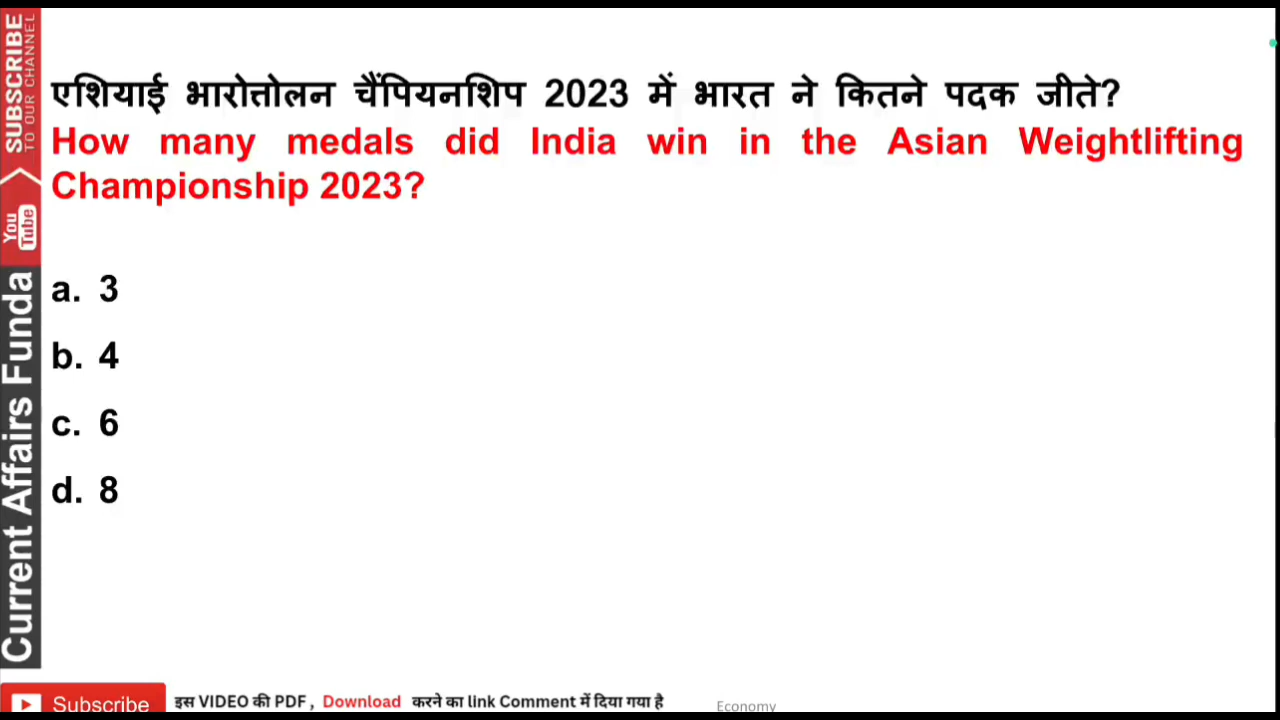 एशियाई भारोत्तोलन चैंपियनशिप 2023 में भारत ने कितने पदक जीते?
How many medals did India win in the Asian Weightlifting
Championship 2023?
a. 3
b. 4
c. 6
d. 8
SUBSCRIBE
TO OUR CHANNEL
You
Tube
Current Affairs Funda
Subscribe
इस VIDEO की PDF , Download करने का link Comment में दिया गया है
Economy